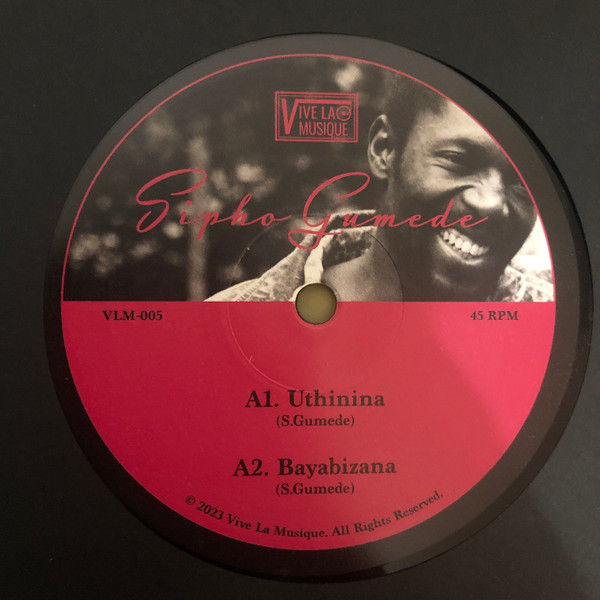 VIVE LA
MUSIQUE
Sipho Gumede
VLM-005
45 RPM
A1. Uthinina
(S.Gumede)
A2. Bayabizana
(S.Gumede)
© 2023 Vive La Musique. All Rights Reserved.